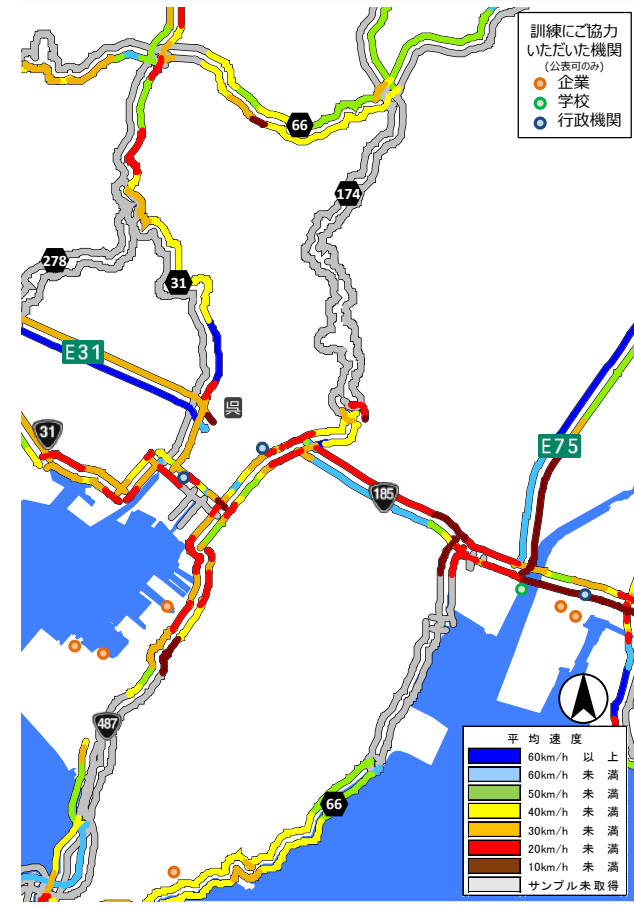 訓練にご協力
いただいた機関
(公表可のみ)
企業
学校
行政機関
66
174
278
31
E31
呉
31
E75
185
487
66
平均速度
60km/h 以上
60km/h 未満
50km/h 未満
40km/h 未満
30km/h 未満
20km/h 未満
10km/h 未満
サンプル未取得